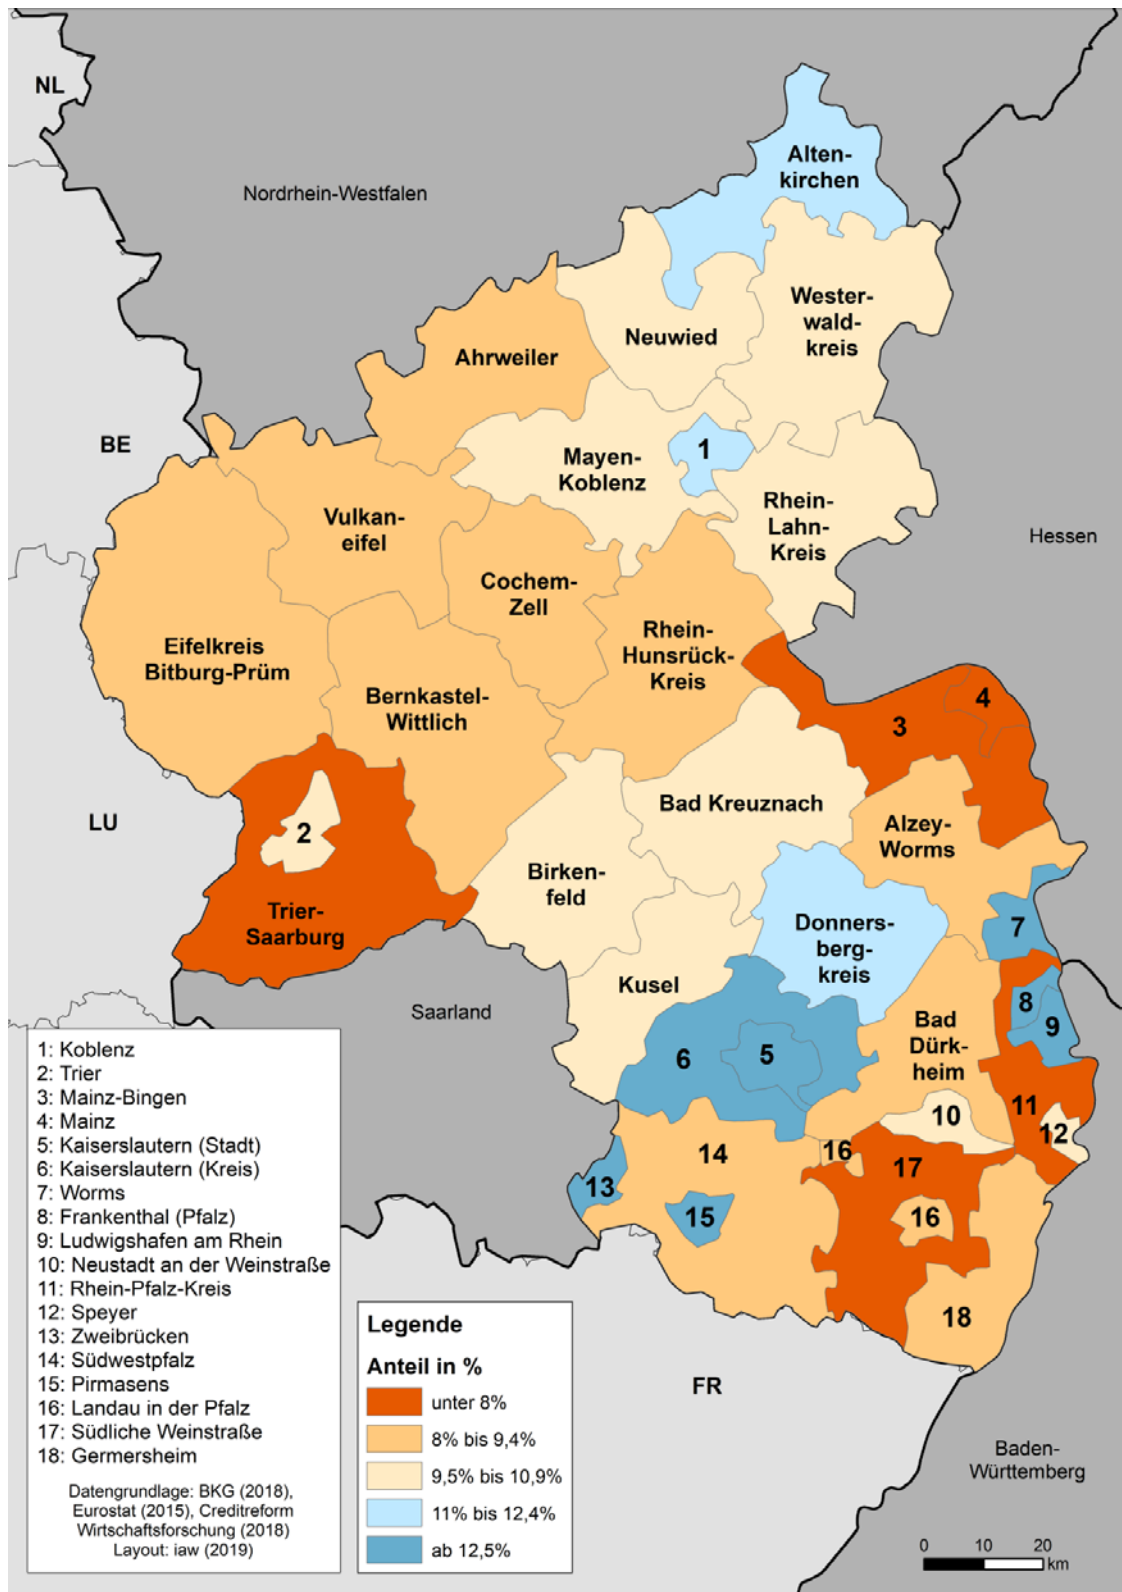 NL
Nordrhein-Westfalen
Alten-
kirchen
Wester-
wald-
kreis
Neuwied
Ahrweiler
BE
1
Mayen-
Koblenz
Rhein-
Lahn-
Kreis
Hessen
Vulkan-
eifel
Cochem-
Zell
Eifelkreis
Bitburg-Prüm
Rhein-
Hunsrück-
Kreis
Bernkastel-
Wittlich
3
4
LU
2
Bad Kreuznach
Alzey-
Worms
Birken-
feld
Trier-
Saarburg
Donners-
berg-
kreis
7
Kusel
Saarland
8
9
Bad
Dürk-
heim
6
5
11
10
12
14
16
17
13
15
16
18
FR
Baden-
Württemberg
1: Koblenz
2: Trier
3: Mainz-Bingen
4: Mainz
5: Kaiserslautern (Stadt)
6: Kaiserslautern (Kreis)
7: Worms
8: Frankenthal (Pfalz)
9: Ludwigshafen am Rhein
10: Neustadt an der Weinstraße
11: Rhein-Pfalz-Kreis
12: Speyer
13: Zweibrücken
14: Südwestpfalz
15: Pirmasens
16: Landau in der Pfalz
17: Südliche Weinstraße
18: Germersheim
Datengrundlage: BKG (2018),
Eurostat (2015), Creditreform
Wirtschaftsforschung (2018)
Layout: iaw (2019)
Legende
Anteil in %
unter 8%
8% bis 9,4%
9,5% bis 10,9%
11% bis 12,4%
ab 12,5%
0 10 20
km